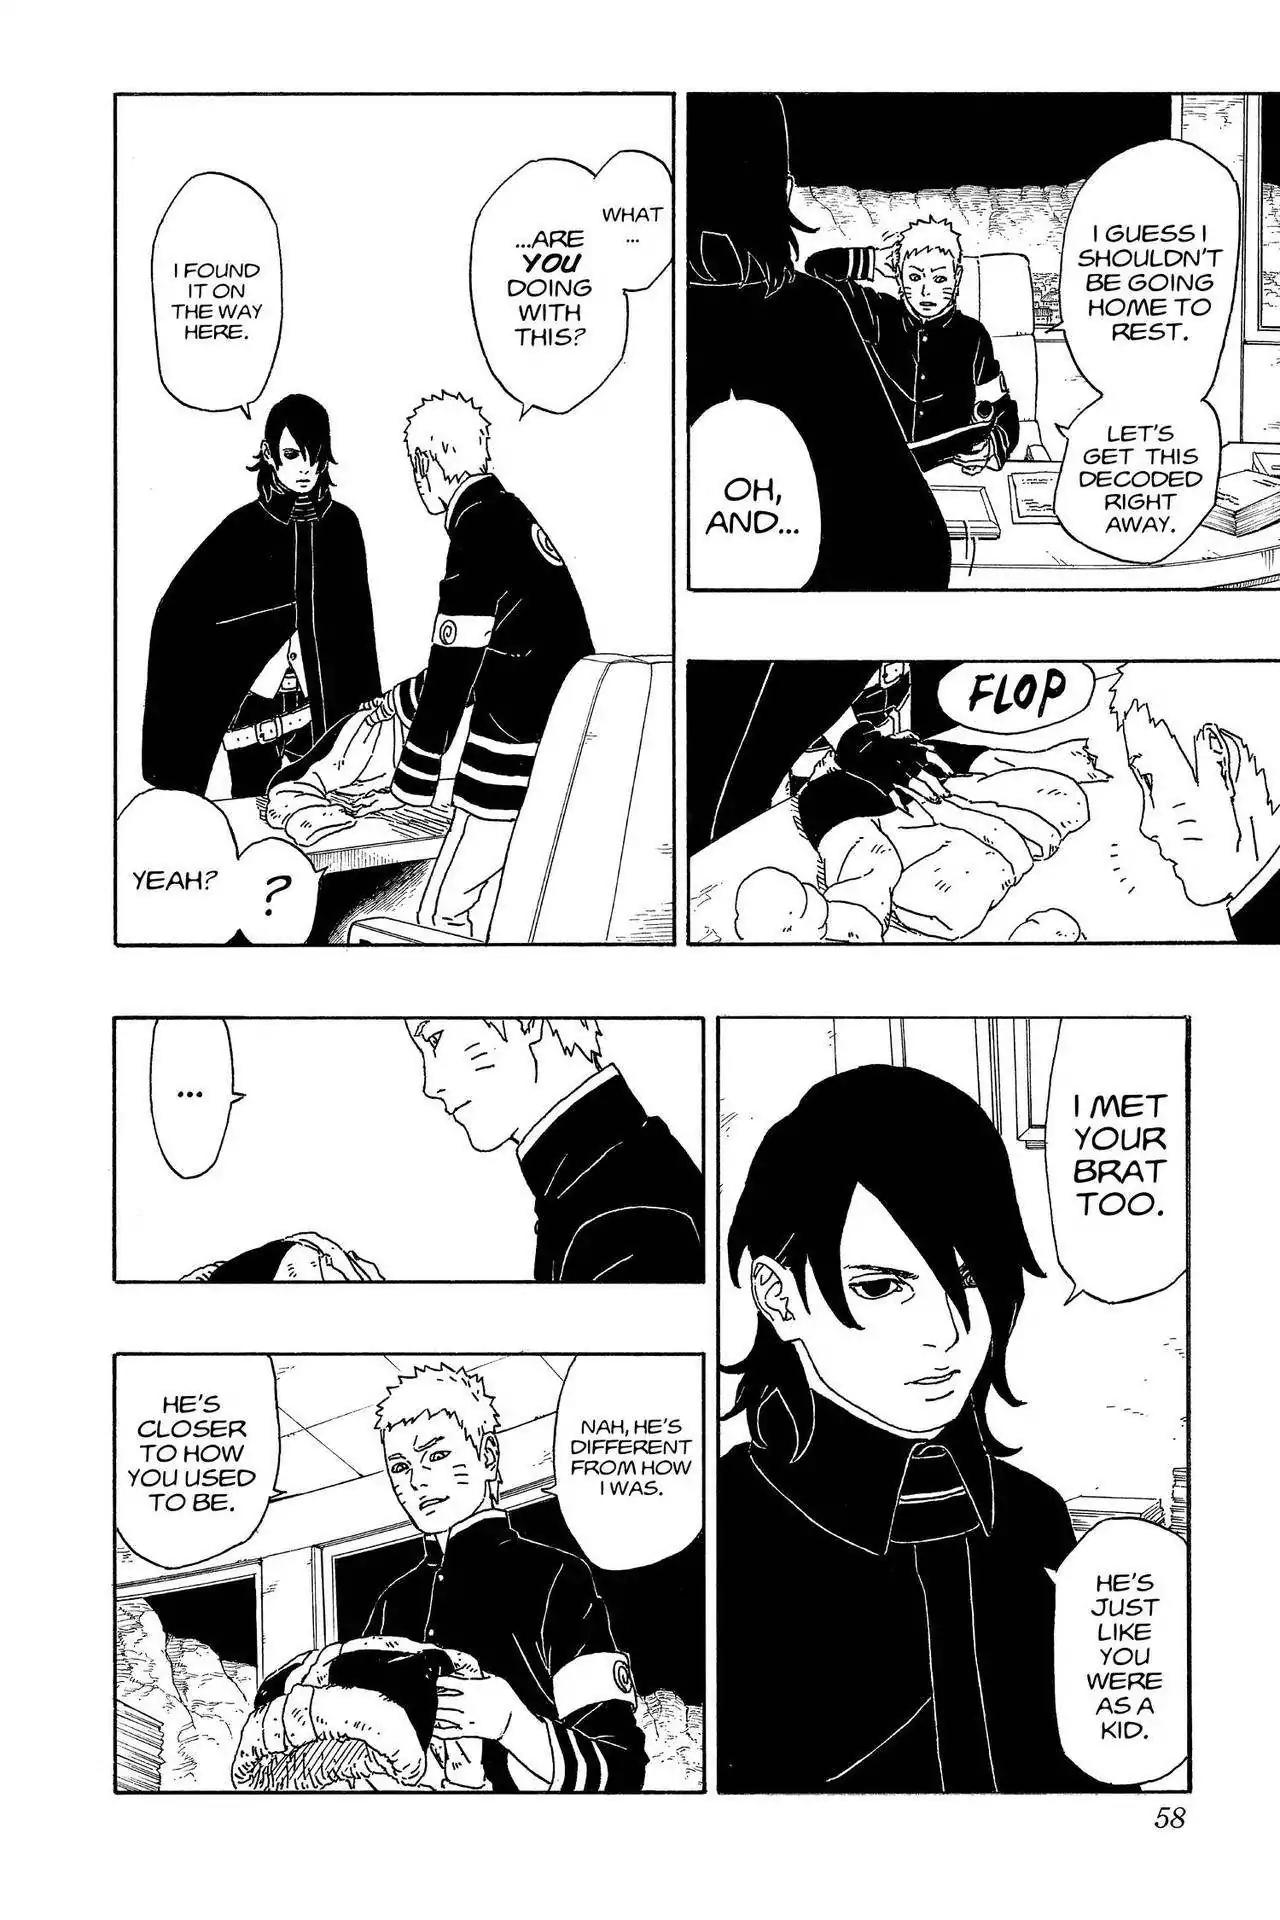 I GUESS I
SHOULDN'T
BE GOING
HOME TO
REST.
LET'S
GET THIS
DECODED
RIGHT
AWAY.
OH,
AND...
FLOP
WHAT
...
...ARE
YOU
DOING
WITH
THIS?
I FOUND
IT ON
THE WAY
HERE.
YEAH?
?
I MET
YOUR
BRAT
TOO.
HE'S
JUST
LIKE
YOU
WERE
AS A
KID.
...
NAH, HE'S
DIFFERENT
FROM HOW
I WAS.
HE'S
CLOSER
TO HOW
YOU USED
TO BE.
58